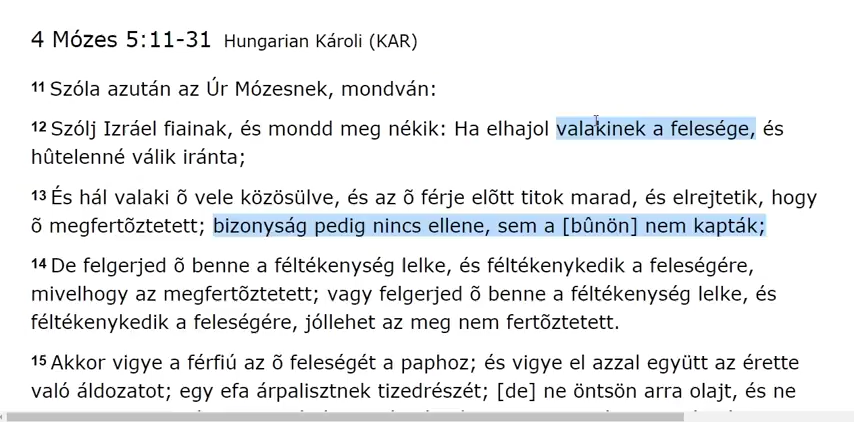 4 Mózes 5:11-31 Hungarian Károli (KAR)
11 Szóla azután az Úr Mózesnek, mondván:
12 Szólj Izráel fiainak, és mondd meg nékik: Ha elhajol valakinek a felesége, és
hûtelenné válik iránta;
13 És hál valaki õ vele közösülve, és az õ férje elõtt titok marad, és elrejtetik, hogy
õ megfertõztetett; bizonyság pedig nincs ellene, sem a [bûnön] nem kapták;
14 De felgerjed õ benne a féltékenység lelke, és féltékenykedik a feleségére,
mivelhogy az megfertõztetett; vagy felgerjed õ benne a féltékenység lelke, és
féltékenykedik a feleségére, jóllehet az meg nem fertõztetett.
15 Akkor vigye a férfiú az õ feleségét a paphoz; és vigye el azzal együtt az érette
való áldozatot; egy efa árpalisztnek tizedrészét; [de] ne öntsön arra olajt, és ne